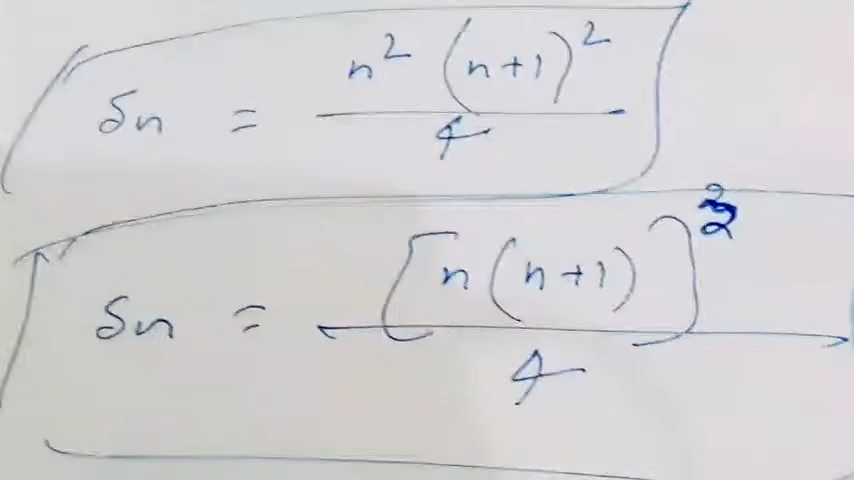 Sn = n² (n+1)² / 4
Sn = [n(n+1)]² / 4